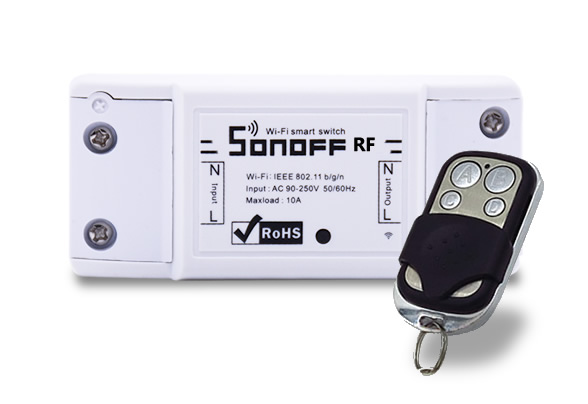 Wi-Fi smart switch
SONOFF RF
N
Input
L
Wi-Fi: IEEE 802.11 b/g/n
Input : AC 90-250V 50/60Hz
Maxload : 10A
N
Output
L
RoHS
A B
D